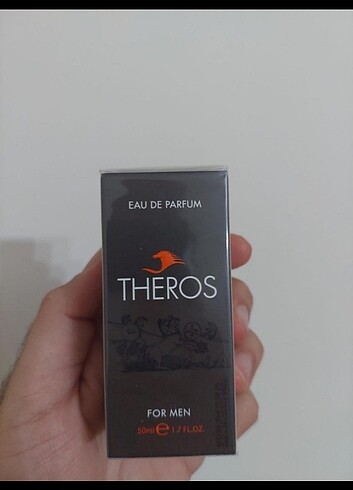 EAU DE PARFUM
THEROS
FOR MEN
50ml e 1.7 FL.OZ.